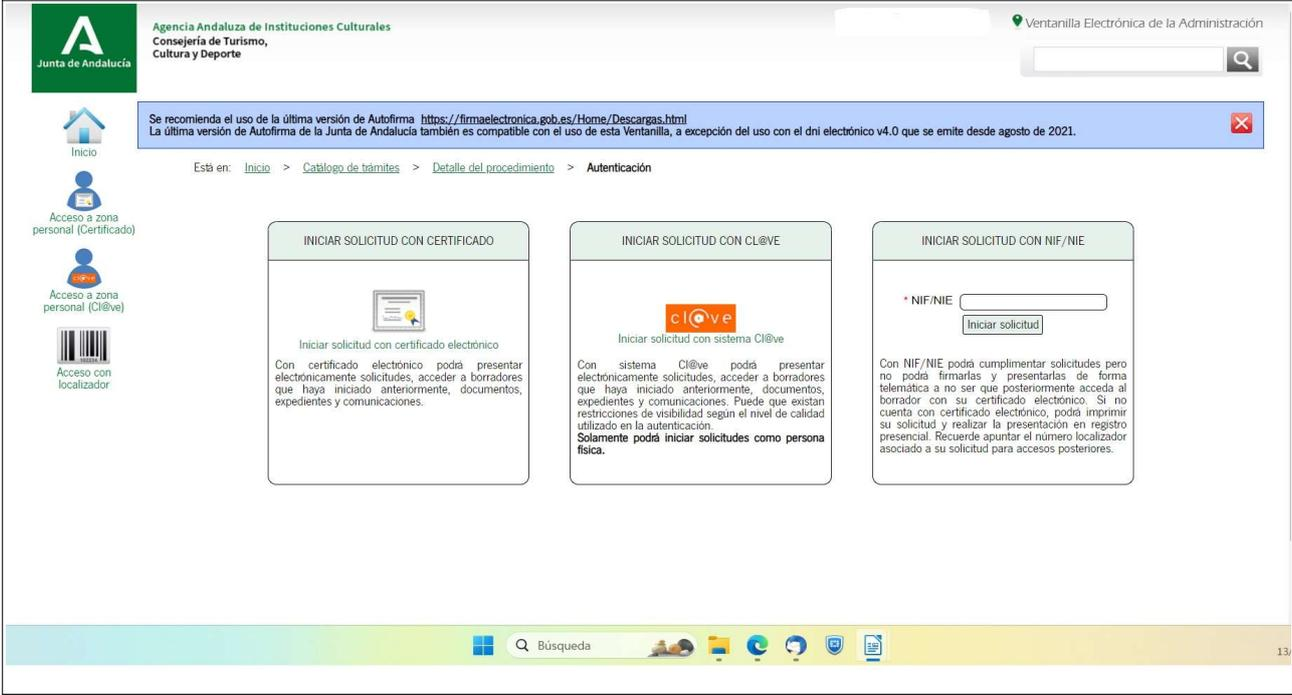 Junta de Andalucía
Agencia Andaluza de Instituciones Culturales
Consejería de Turismo,
Cultura y Deporte
Ventanilla Electrónica de la Administración
Inicio
Acceso a zona
personal (Certificado)
cl@ve
Acceso a zona
personal (Cl@ve)
102334
Acceso con
localizador
Se recomienda el uso de la última versión de Autofirma https://firmaelectronica.gob.es/Home/Descargas.html
La última versión de Autofirma de la Junta de Andalucía también es compatible con el uso de esta Ventanilla, a excepción del uso con el dni electrónico v4.0 que se emite desde agosto de 2021.
Está en: Inicio > Catálogo de trámites > Detalle del procedimiento > Autenticación
INICIAR SOLICITUD CON CERTIFICADO
Iniciar solicitud con certificado electrónico
Con certificado electrónico podrá presentar
electrónicamente solicitudes, acceder a borradores
que haya iniciado anteriormente, documentos,
expedientes y comunicaciones.
INICIAR SOLICITUD CON CL@VE
cl@ve
Iniciar solicitud con sistema Cl@ve
Con sistema Cl@ve podrá presentar
electrónicamente solicitudes, acceder a borradores
que haya iniciado anteriormente, documentos,
expedientes y comunicaciones. Puede que existan
restricciones de visibilidad según el nivel de calidad
utilizado en la autenticación.
Solamente podrá iniciar solicitudes como persona
física.
INICIAR SOLICITUD CON NIF/NIE
* NIF/NIE
Iniciar solicitud
Con NIF/NIE podrá cumplimentar solicitudes pero
no podrá firmarlas y presentarlas de forma
telemática a no ser que posteriormente acceda al
borrador con su certificado electrónico. Si no
cuenta con certificado electrónico, podrá imprimir
su solicitud y realizar la presentación en registro
presencial. Recuerde apuntar el número localizador
asociado a su solicitud para accesos posteriores.
Búsqueda
13/